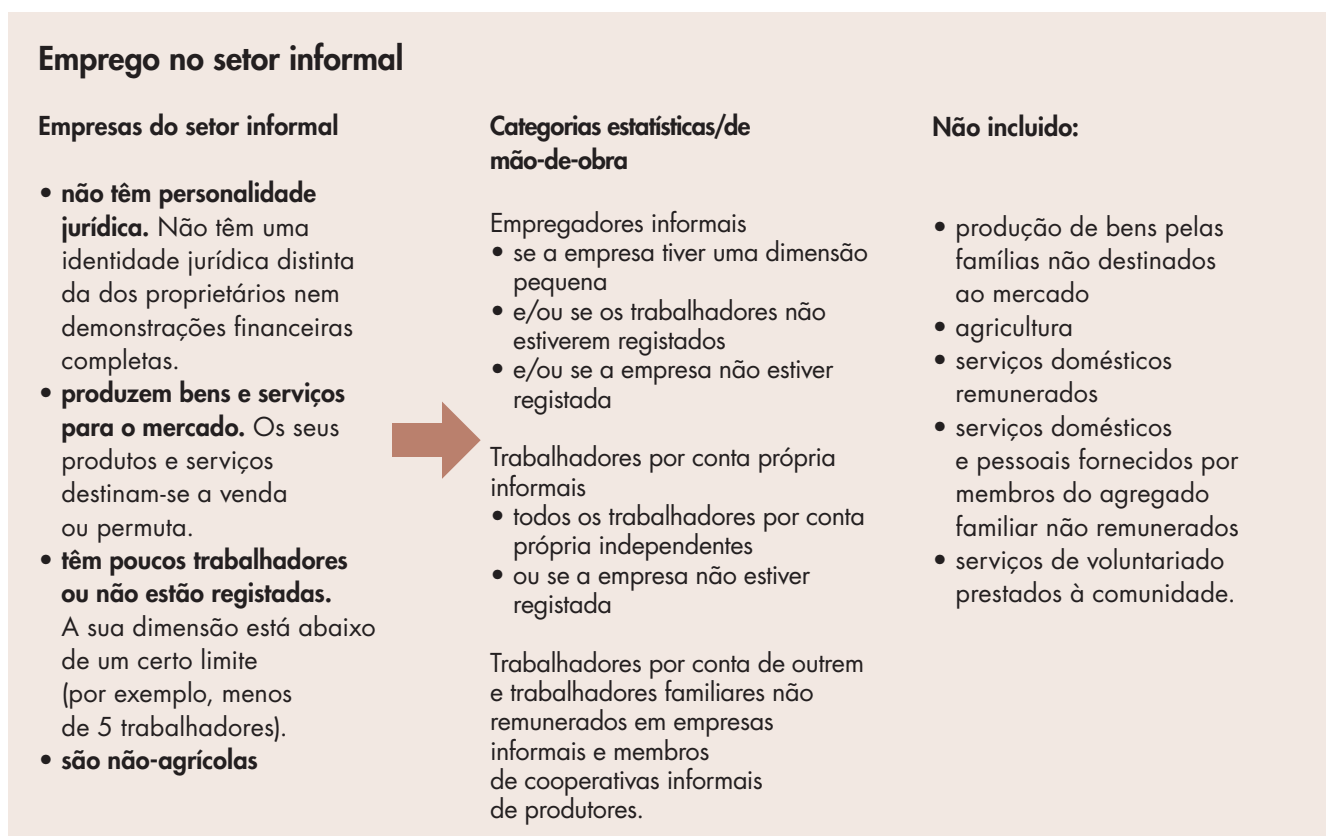 Emprego no setor informal
Empresas do setor informal
• não têm personalidade
jurídica. Não têm uma
identidade jurídica distinta
da dos proprietários nem
demonstrações financeiras
completas.
• produzem bens e serviços
para o mercado. Os seus
produtos e serviços
destinam-se a venda
ou permuta.
• têm poucos trabalhadores
ou não estão registadas.
A sua dimensão está abaixo
de um certo limite
(por exemplo, menos
de 5 trabalhadores).
• são não-agrícolas
Categorias estatísticas/de
mão-de-obra
Empregadores informais
• se a empresa tiver uma dimensão
pequena
• e/ou se os trabalhadores não
estiverem registados
• e/ou se a empresa não estiver
registada
Trabalhadores por conta própria
informais
• todos os trabalhadores por conta
própria independentes
• ou se a empresa não estiver
registada
Trabalhadores por conta de outrem
e trabalhadores familiares não
remunerados em empresas
informais e membros
de cooperativas informais
de produtores.
Não incluido:
• produção de bens pelas
famílias não destinados
ao mercado
• agricultura
• serviços domésticos
remunerados
• serviços domésticos
e pessoais fornecidos por
membros do agregado
familiar não remunerados
• serviços de voluntariado
prestados à comunidade.